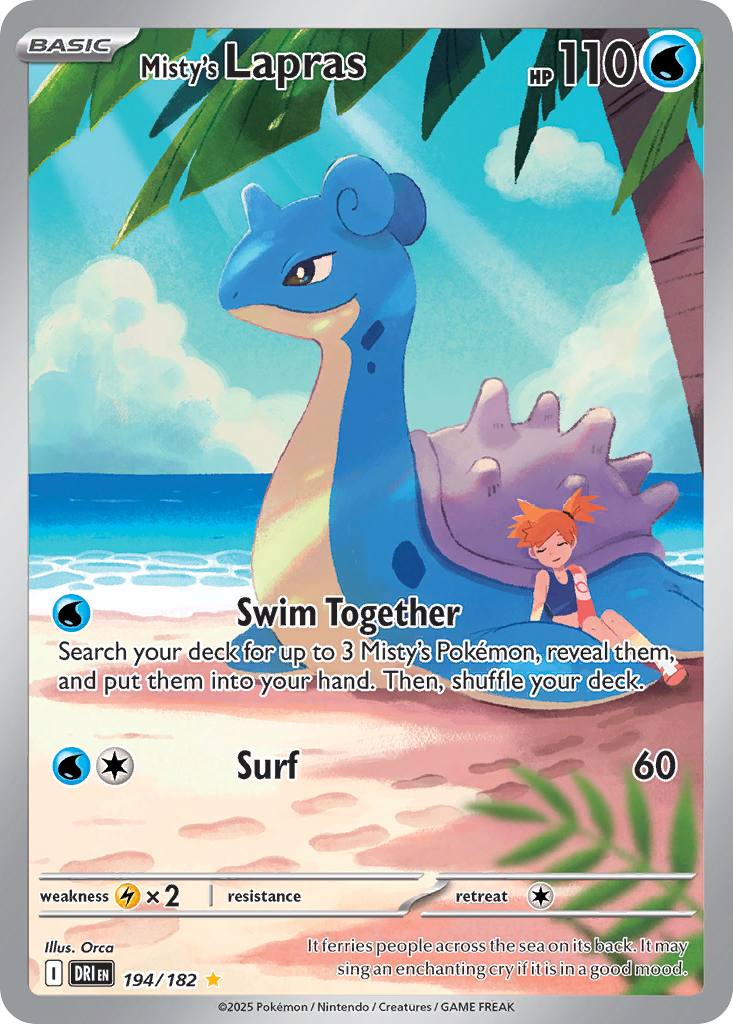 BASIC
Misty's Lapras HP 110
Swim Together
Search your deck for up to 3 Misty's Pokémon, reveal them,
and put them into your hand. Then, shuffle your deck.
Surf 60
weakness ×2 resistance retreat
Illus. Orca
I DRI EN 194/182
It ferries people across the sea on its back. It may
sing an enchanting cry if it is in a good mood.
©2025 Pokémon / Nintendo / Creatures / GAME FREAK